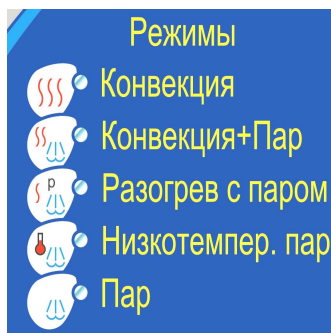 Режимы
Конвекция
Конвекция+Пар
р
Разогрев с паром
Низкотемпер. пар
Пар